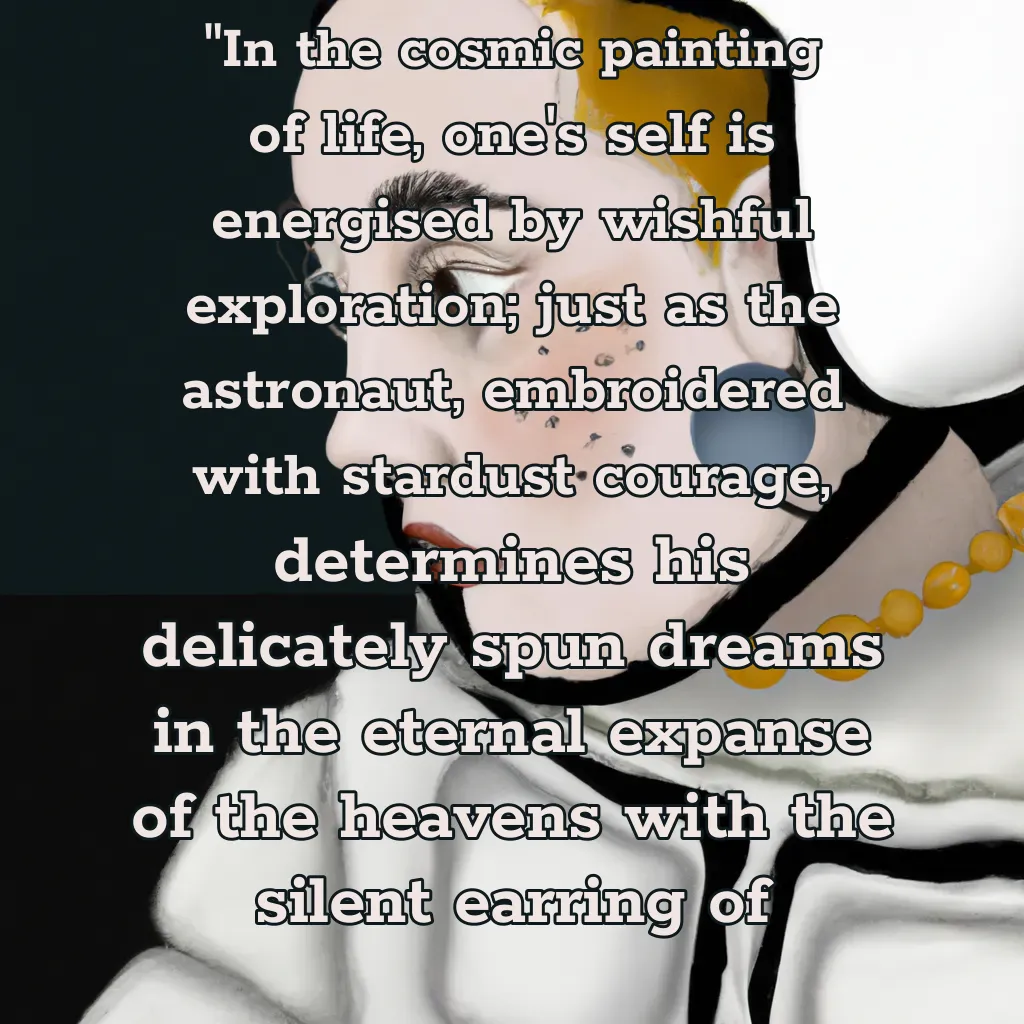 "In the cosmic painting
of life, one's self is
energised by wishful
exploration; just as the
astronaut, embroidered
with stardust courage,
determines his
delicately spun dreams
in the eternal expanse
of the heavens with the
silent earring of